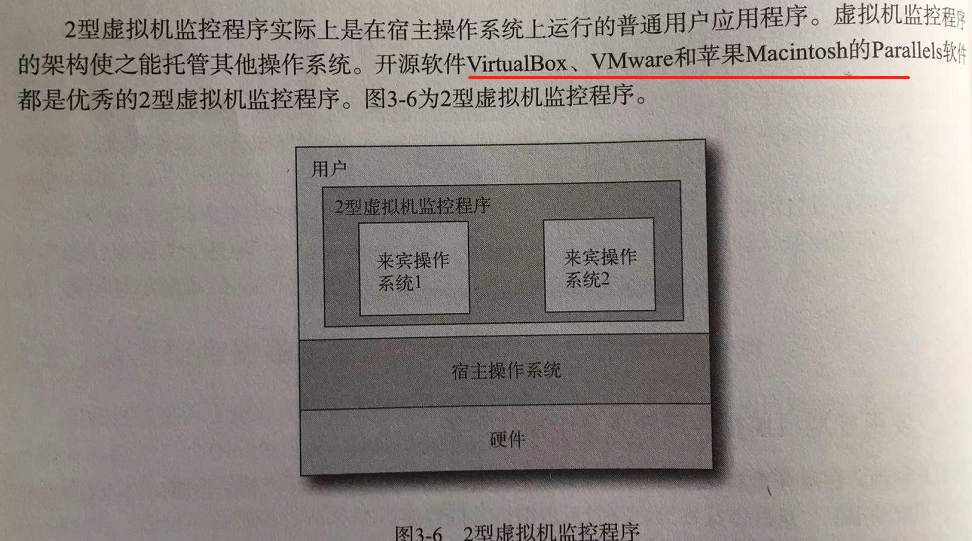 2型虚拟机监控程序实际上是在宿主操作系统上运行的普通用户应用程序。虚拟机监控程序
的架构使之能托管其他操作系统。开源软件VirtualBox、VMware和苹果Macintosh的Parallels软件
都是优秀的2型虚拟机监控程序。图3-6为2型虚拟机监控程序。
用户
2型虚拟机监控程序
来宾操作
系统1
来宾操作
系统2
宿主操作系统
硬件
图3-6 2型虚拟机监控程序